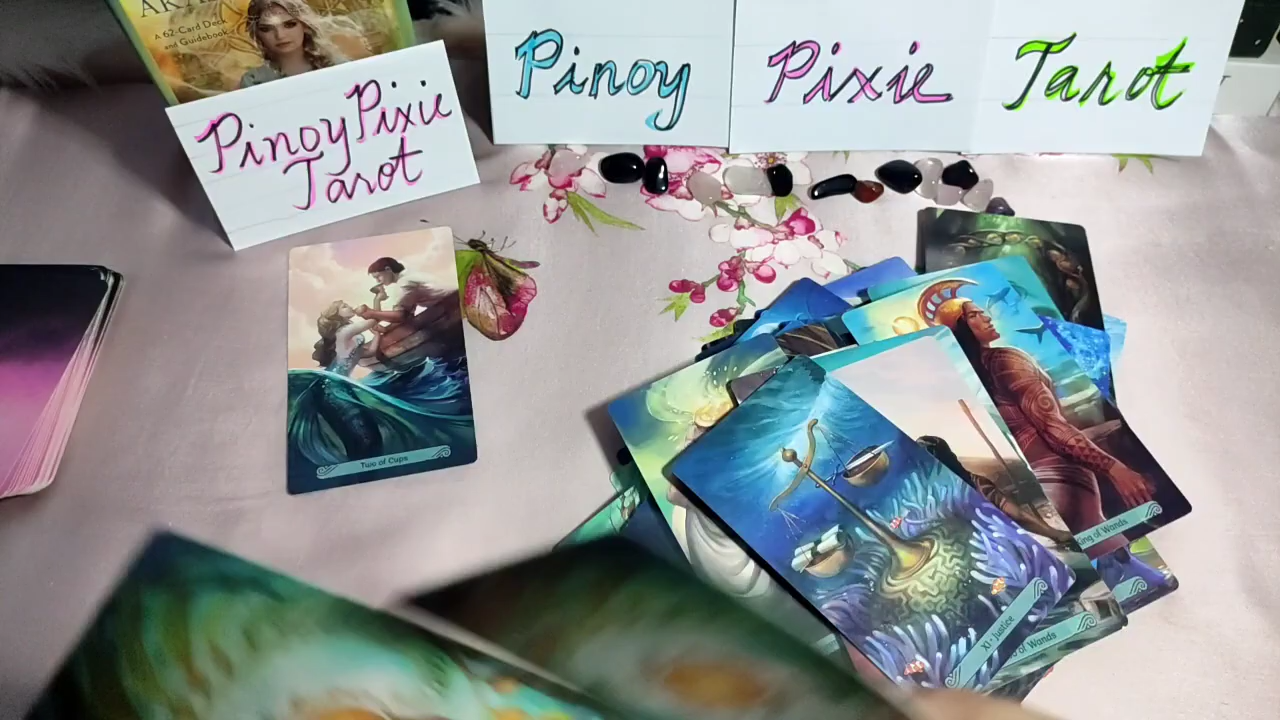 A 62-Card Deck
and Guidebook
Pinoy Pixie
Tarot
Pinoy Pixie Tarot
Two of Cups
King of Wands
XI · Justice
of Wands